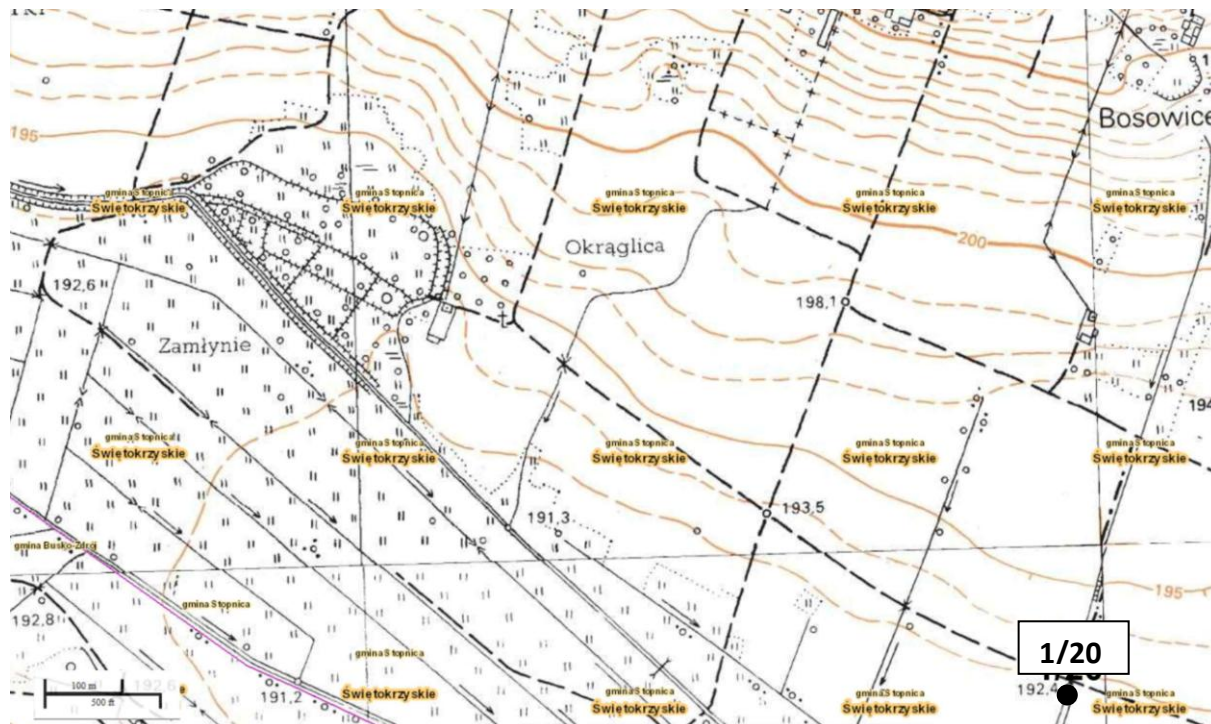 Bosowice
195
gmina Stopnica
Świętokrzyskie
gmina Stopnica
Świętokrzyskie
gmina Stopnica
Świętokrzyskie
gmina Stopnica
Świętokrzyskie
gmina Stopnica
Świętokrzyskie
200
Okrąglica
192,6
198,1
Zamłynie
gmina Stopnica
Świętokrzyskie
gmina Stopnica
Świętokrzyskie
gmina Stopnica
Świętokrzyskie
gmina Stopnica
Świętokrzyskie
gmina Stopnica
Świętokrzyskie
191,3
193,5
gmina Busko-Zdrój
195
gmina Stopnica
192,8
1/20
gmina Stopnica
Świętokrzyskie
gmina Stopnica
Świętokrzyskie
gmina Stopnica
Świętokrzyskie
gmina Stopnica
Świętokrzyskie
192,4
191,2
192,6
100 m
500 ft